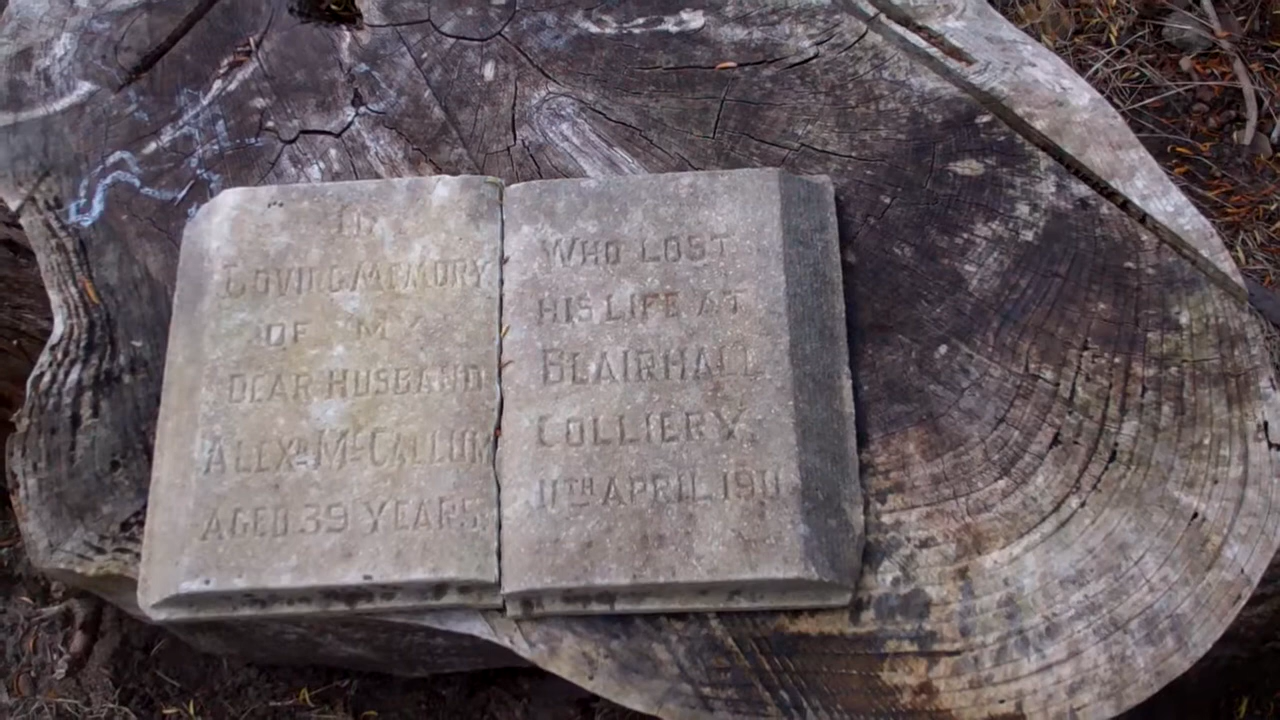 IN
LOVING MEMORY
OF MY
DEAR HUSBAND
ALEX. McCALLUM
AGED 39 YEARS.
WHO LOST
HIS LIFE AT
BLAIRHALL
COLLIERY.
11TH APRIL 1911